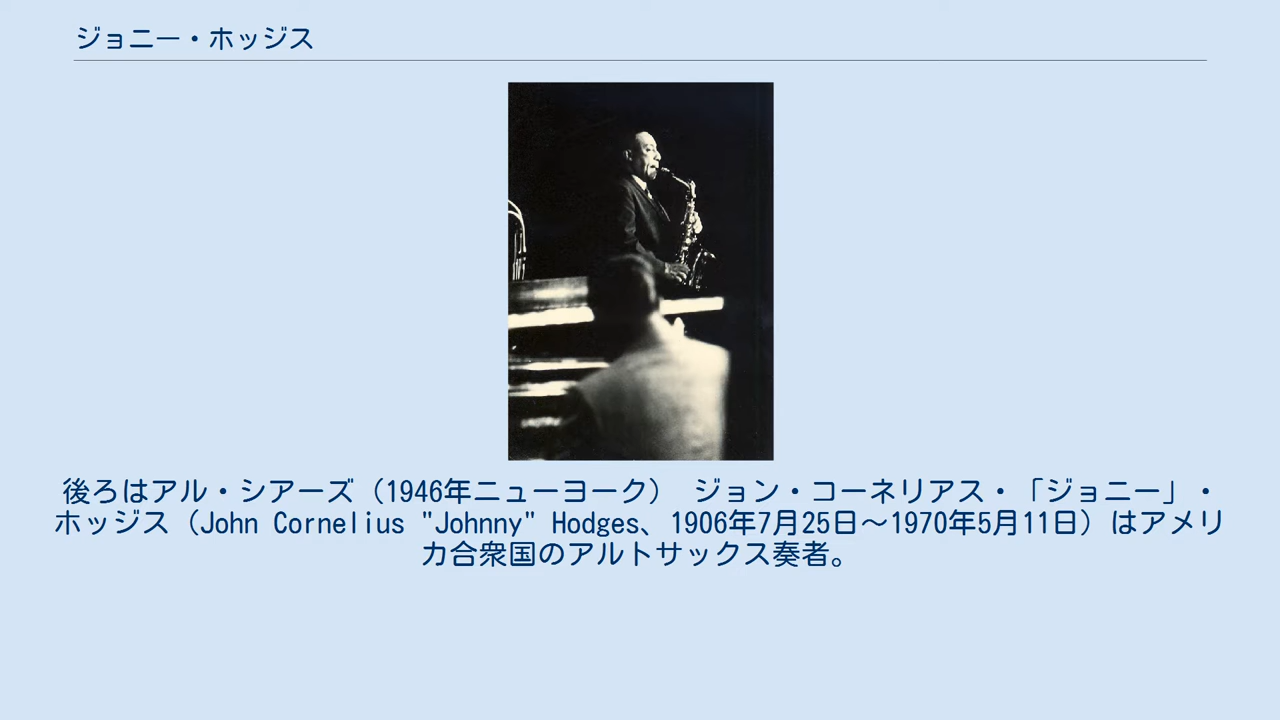 ジョニー・ホッジス
後ろはアル・シアーズ（1946年ニューヨーク） ジョン・コーネリアス・「ジョニー」・
ホッジス（John Cornelius "Johnny" Hodges、1906年7月25日～1970年5月11日）はアメリ
カ合衆国のアルトサックス奏者。